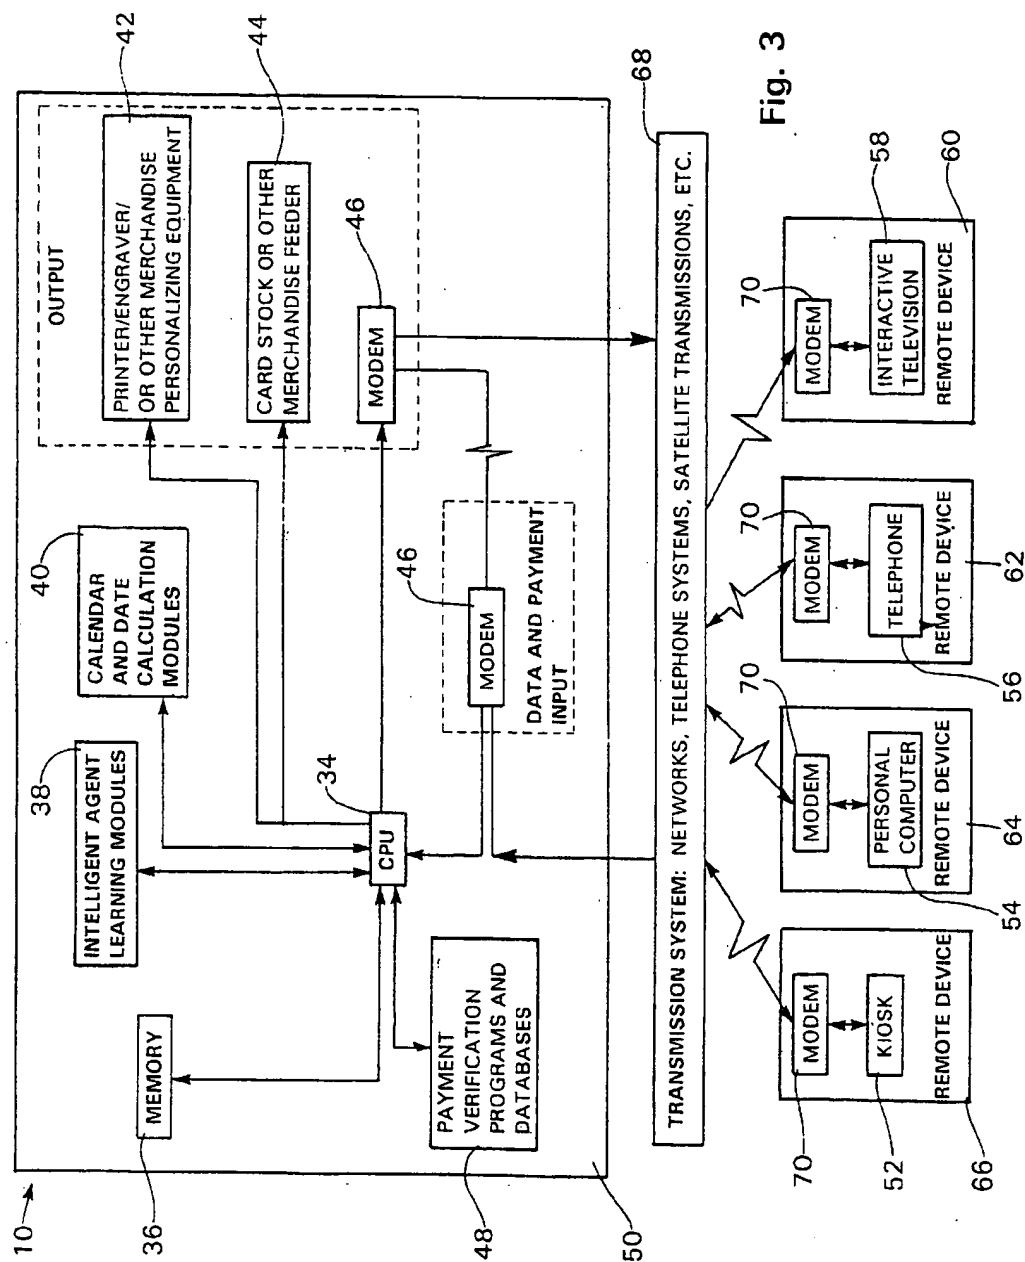 10
36
MEMORY
38
INTELLIGENT AGENT
LEARNING MODULES
40
CALENDAR
AND DATE
CALCULATION
MODULES
OUTPUT
42
PRINTER/ENGRAVER/
OR OTHER MERCHANDISE
PERSONALIZING EQUIPMENT
44
CARD STOCK OR OTHER
MERCHANDISE FEEDER
46
MODEM
34
CPU
48
PAYMENT
VERIFICATION
PROGRAMS AND
DATABASES
46
MODEM
DATA AND PAYMENT
INPUT
50
68
TRANSMISSION SYSTEM: NETWORKS, TELEPHONE SYSTEMS, SATELLITE TRANSMISSIONS, ETC.
70
MODEM
52
KIOSK
REMOTE DEVICE
66
70
MODEM
54
PERSONAL
COMPUTER
REMOTE DEVICE
64
70
MODEM
56
TELEPHONE
REMOTE DEVICE
62
70
MODEM
58
INTERACTIVE
TELEVISION
REMOTE DEVICE
60
Fig. 3